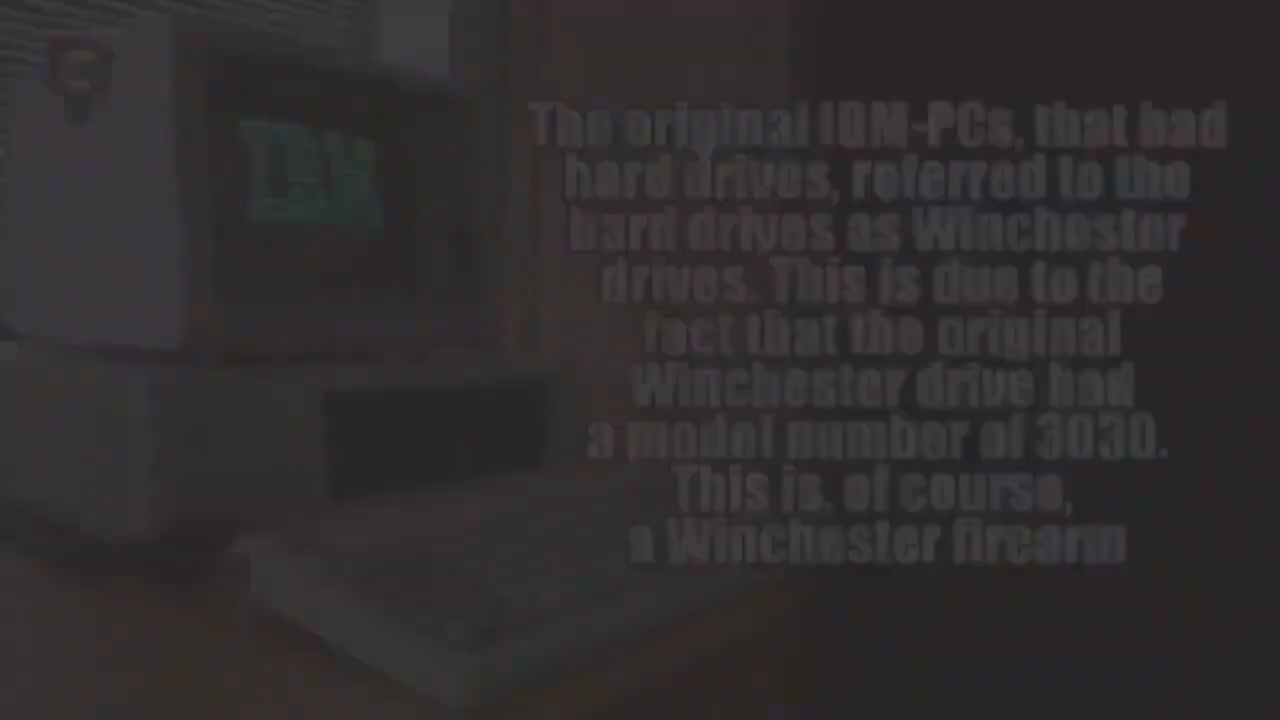 The original IBM-PCs, that had
hard drives, referred to the
hard drives as Winchester
drives. This is due to the
fact that the original
Winchester drive had
a model number of 3030.
This is, of course,
a Winchester firearm
IBM